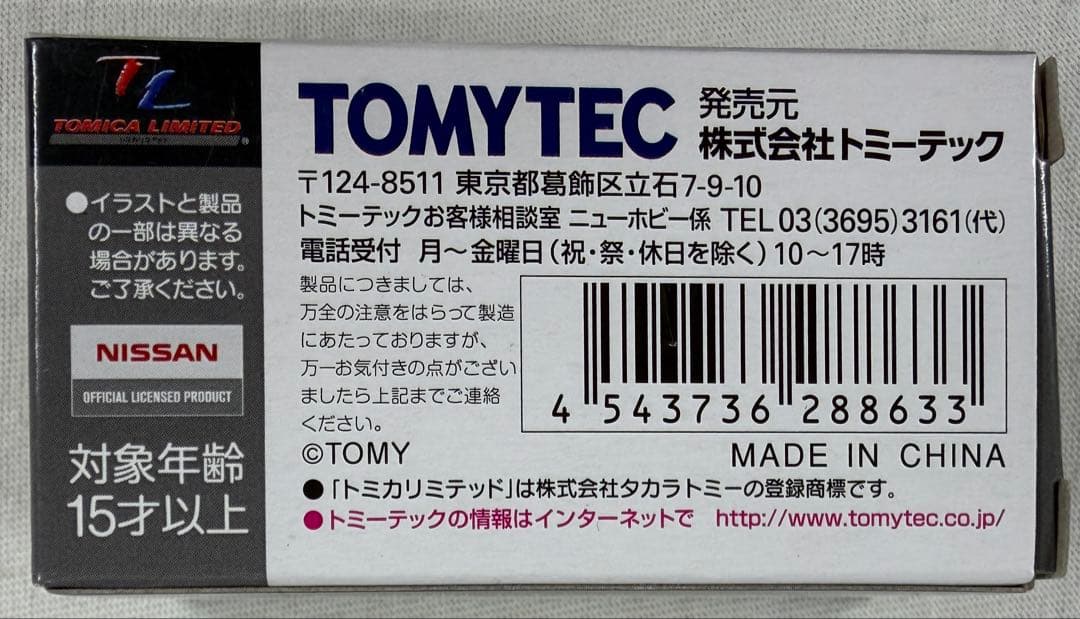 TL
TOMICA LIMITED
●イラストと製品
の一部は異なる
場合があります。
ご了承ください。
NISSAN
OFFICIAL LICENSED PRODUCT
対象年齢
15才以上
TOMYTEC 発売元
株式会社トミーテック
〒124-8511 東京都葛飾区立石7-9-10
トミーテックお客様相談室 ニューホビー係 TEL 03(3695)3161(代)
電話受付 月〜金曜日(祝・祭・休日を除く)10〜17時
製品につきましては、
万全の注意をはらって製造
にあたっておりますが、
万一お気付きの点がござい
ましたら上記までご連絡
ください。
4 543736 288633
©TOMY MADE IN CHINA
●「トミカリミテッド」は株式会社タカラトミーの登録商標です。
●トミーテックの情報はインターネットで http://www.tomytec.co.jp/